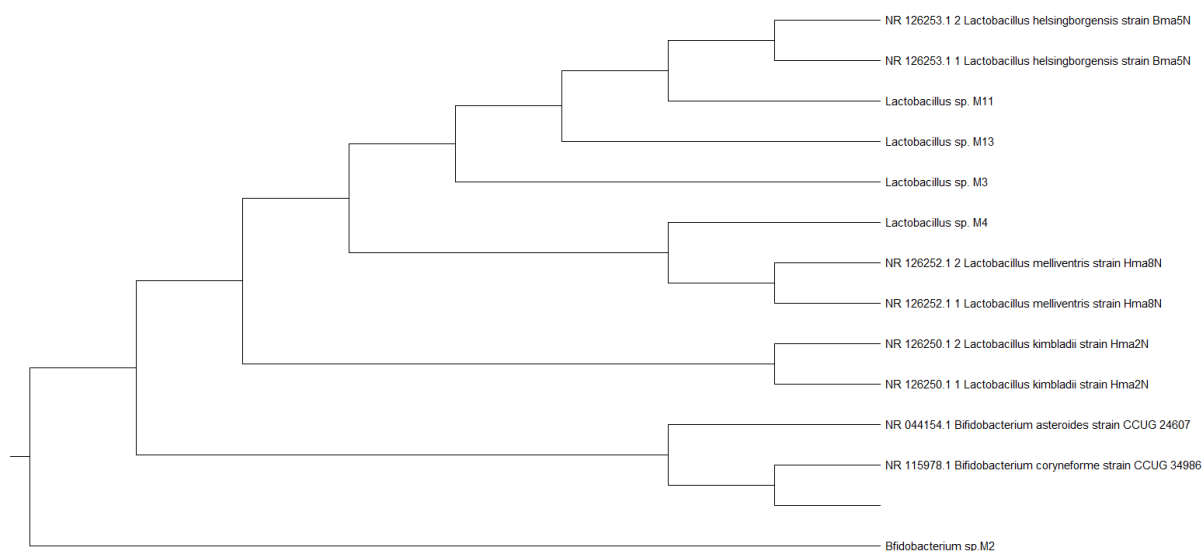 NR 126253.1 2 Lactobacillus helsingborgensis strain Bma5N
NR 126253.1 1 Lactobacillus helsingborgensis strain Bma5N
Lactobacillus sp. M11
Lactobacillus sp. M13
Lactobacillus sp. M3
Lactobacillus sp. M4
NR 126252.1 2 Lactobacillus melliventris strain Hma8N
NR 126252.1 1 Lactobacillus melliventris strain Hma8N
NR 126250.1 2 Lactobacillus kimbladii strain Hma2N
NR 126250.1 1 Lactobacillus kimbladii strain Hma2N
NR 044154.1 Bifidobacterium asteroides strain CCUG 24607
NR 115978.1 Bifidobacterium coryneforme strain CCUG 34986
Bfidobacterium sp.M2